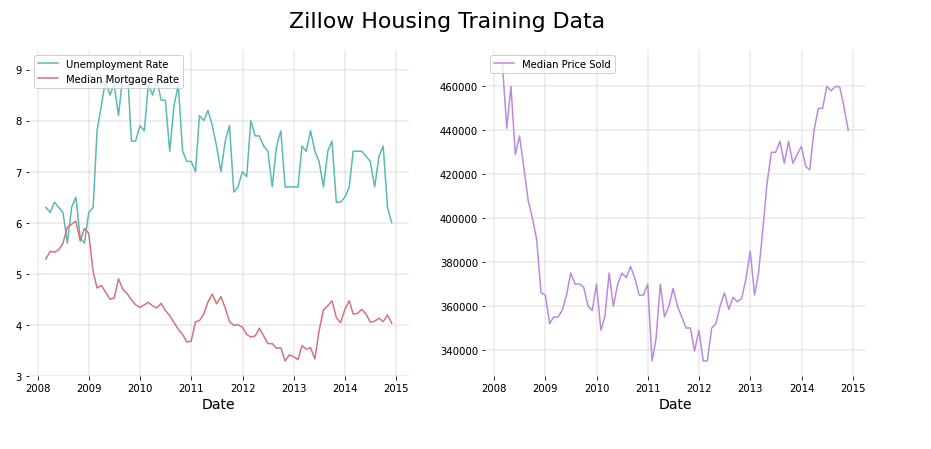 Zillow Housing Training Data
Unemployment Rate
Median Mortgage Rate
9
8
7
6
5
4
3
2008 2009 2010 2011 2012 2013 2014 2015
Date
Median Price Sold
460000
440000
420000
400000
380000
360000
340000
2008 2009 2010 2011 2012 2013 2014 2015
Date